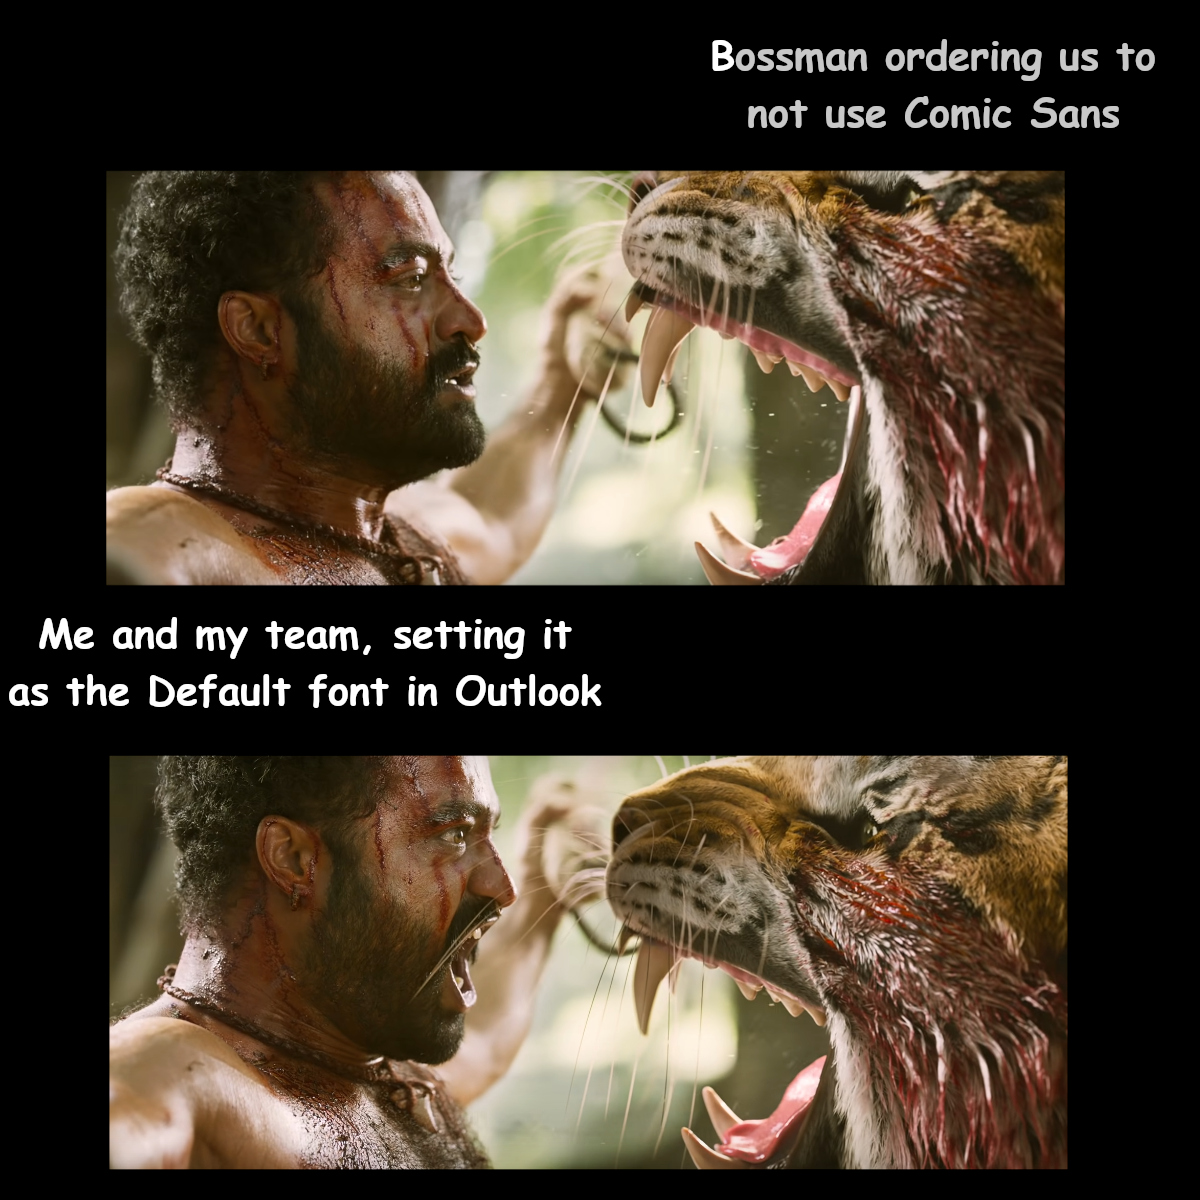 Bossman ordering us to
not use Comic Sans
Me and my team, setting it
as the Default font in Outlook